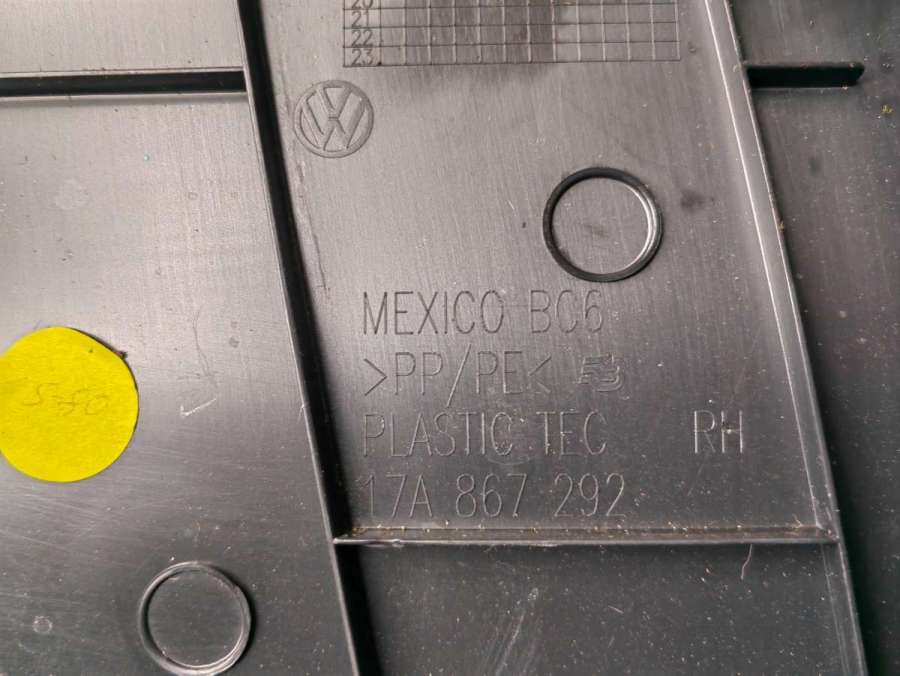 21
22
23
MEXICO BC6
>PP/PE<
PLASTIC TEC RH
17A 867 292